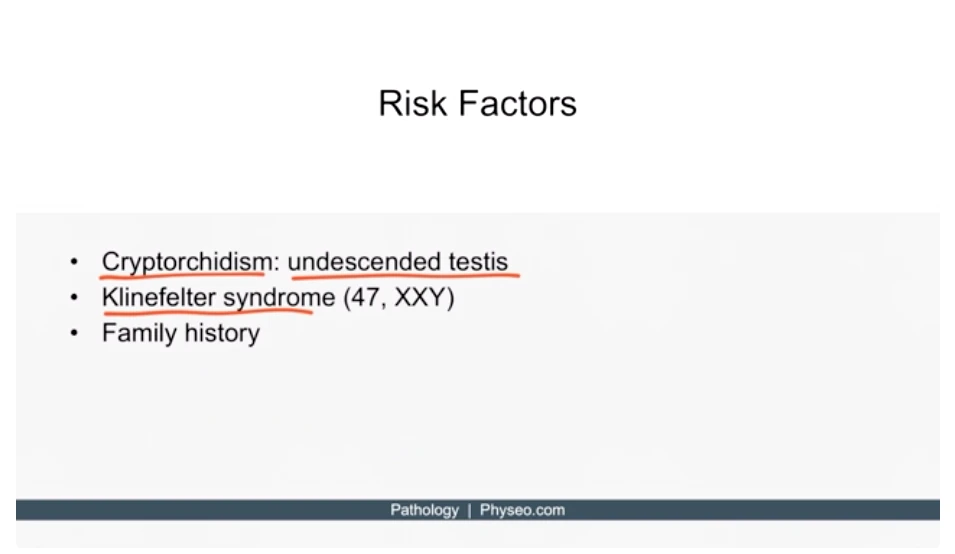 Risk Factors
• Cryptorchidism: undescended testis
• Klinefelter syndrome (47, XXY)
• Family history
Pathology | Physeo.com